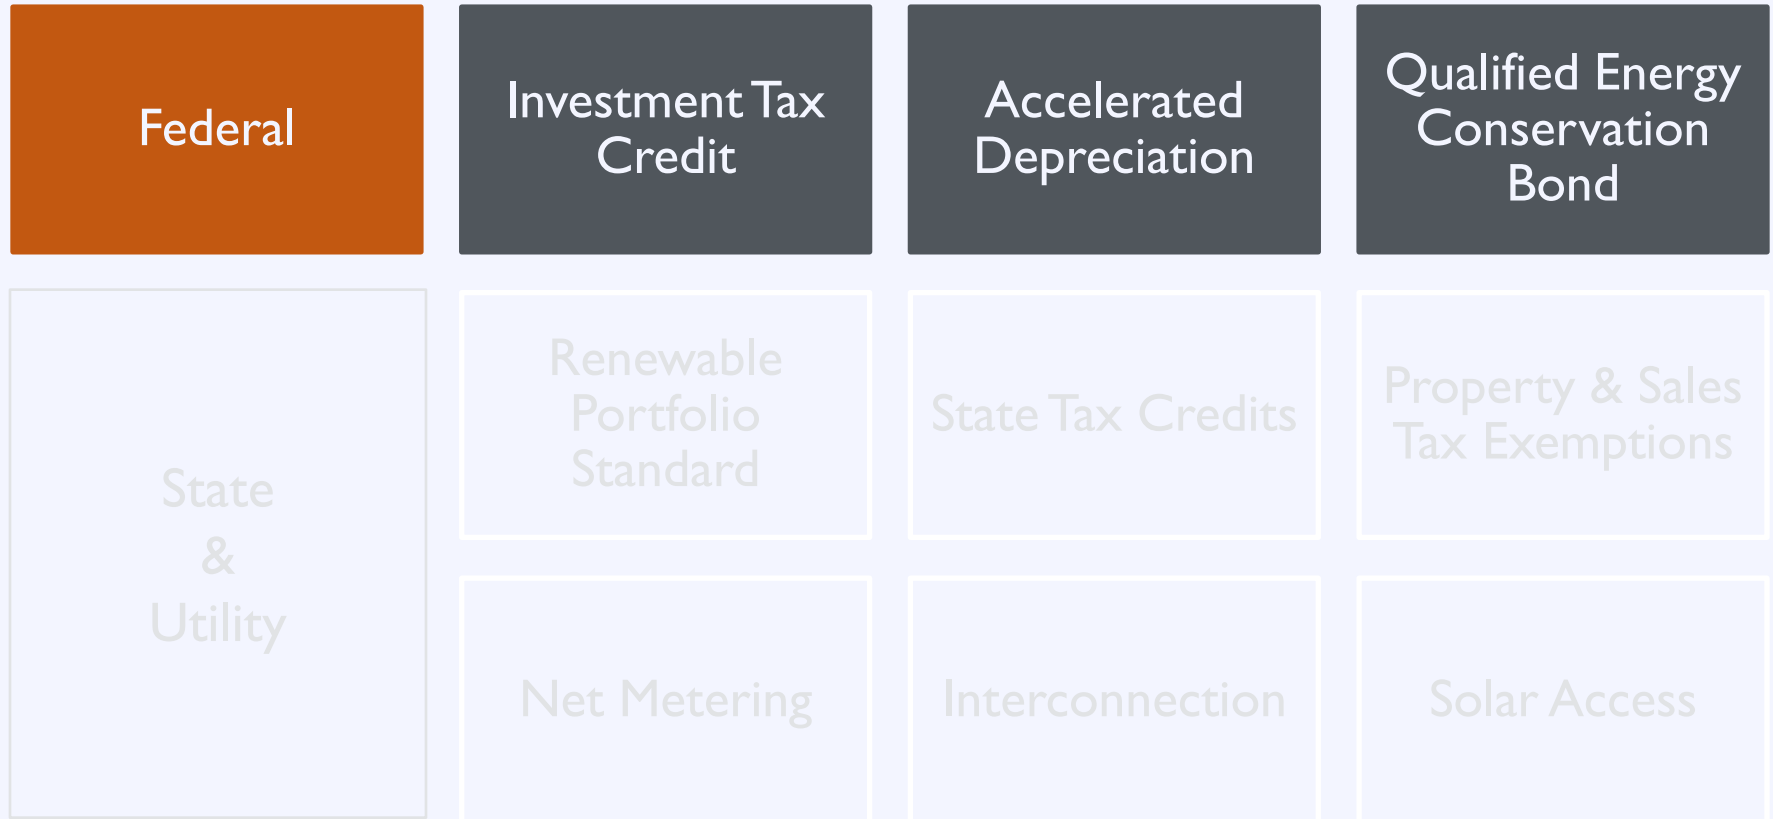 Federal
Investment Tax
Credit
Accelerated
Depreciation
Qualified Energy
Conservation
Bond
State
&
Utility
Renewable
Portfolio
Standard
State Tax Credits
Property & Sales
Tax Exemptions
Net Metering
Interconnection
Solar Access